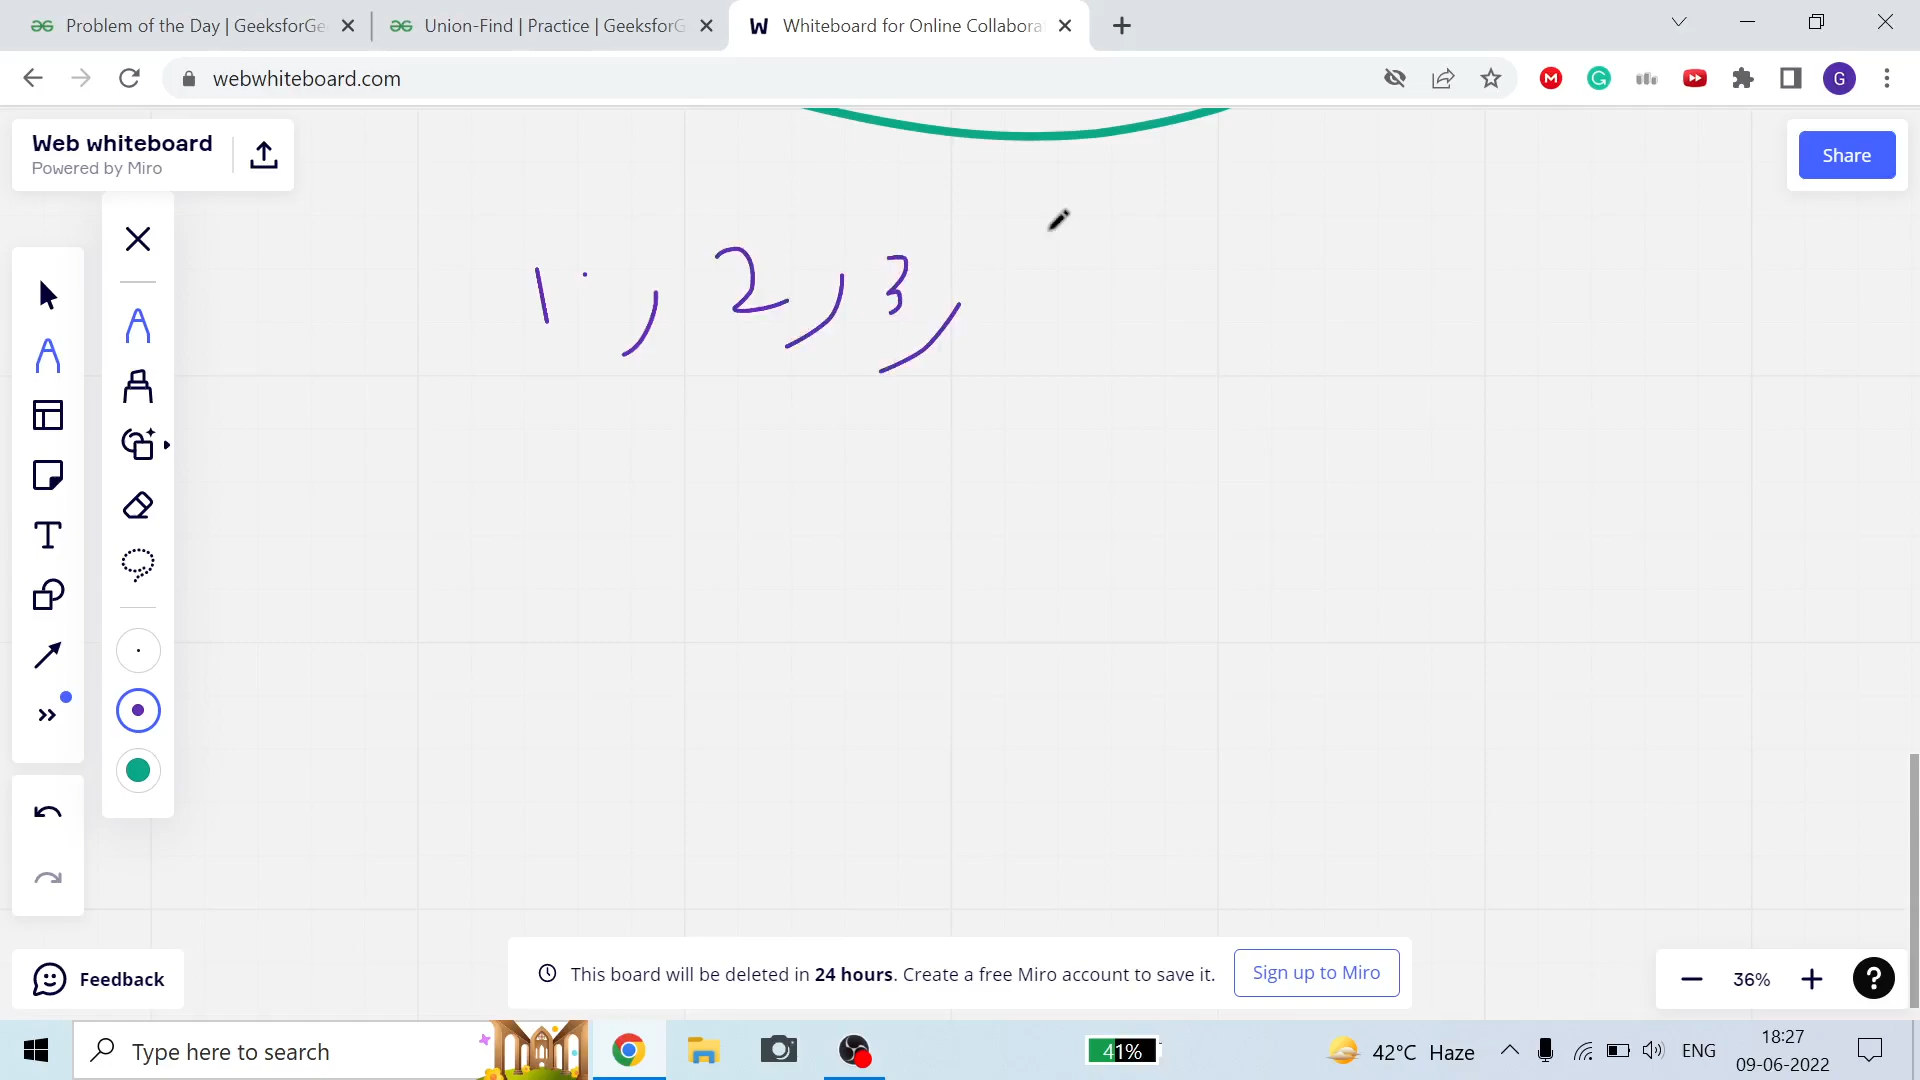 Problem of the Day | GeeksforGe
Union-Find | Practice | GeeksforG
W Whiteboard for Online Collabora
webwhiteboard.com
M
G
G
Web whiteboard
Powered by Miro
Share
1, 2, 3,
T
Feedback
This board will be deleted in 24 hours. Create a free Miro account to save it.
Sign up to Miro
36%
?
Type here to search
41%
42°C Haze
ENG
18:27
09-06-2022